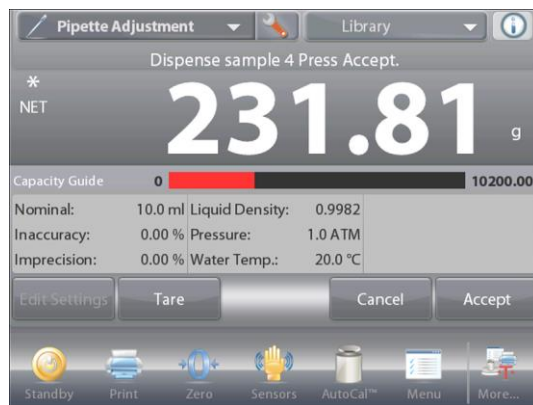 Pipette Adjustment Library
Dispense sample 4 Press Accept.
*
NET
231.81 g
Capacity Guide 0 10200.00
Nominal: 10.0 ml Liquid Density: 0.9982
Inaccuracy: 0.00 % Pressure: 1.0 ATM
Imprecision: 0.00 % Water Temp.: 20.0 °C
Edit Settings Tare Cancel Accept
Standby Print Zero Sensors AutoCal™ Menu More...